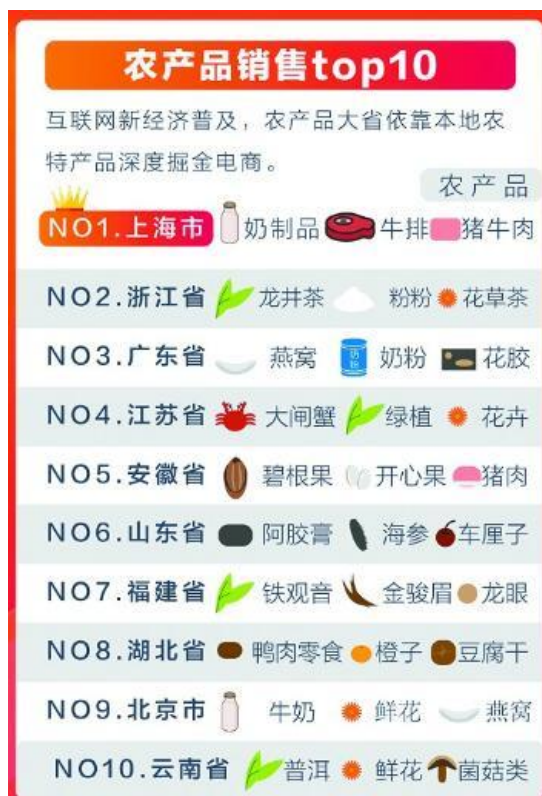 农产品销售top10
互联网新经济普及，农产品大省依靠本地农
特产品深度掘金电商。
农产品
NO1.上海市 奶制品 牛排 猪牛肉
NO2.浙江省 龙井茶 粉粉 花草茶
NO3.广东省 燕窝 奶粉 奶粉 花胶
NO4.江苏省 大闸蟹 绿植 花卉
NO5.安徽省 碧根果 开心果 猪肉
NO6.山东省 阿胶膏 海参 车厘子
NO7.福建省 铁观音 金骏眉 龙眼
NO8.湖北省 鸭肉零食 橙子 豆腐干
NO9.北京市 牛奶 鲜花 燕窝
NO10.云南省 普洱 鲜花 菌菇类